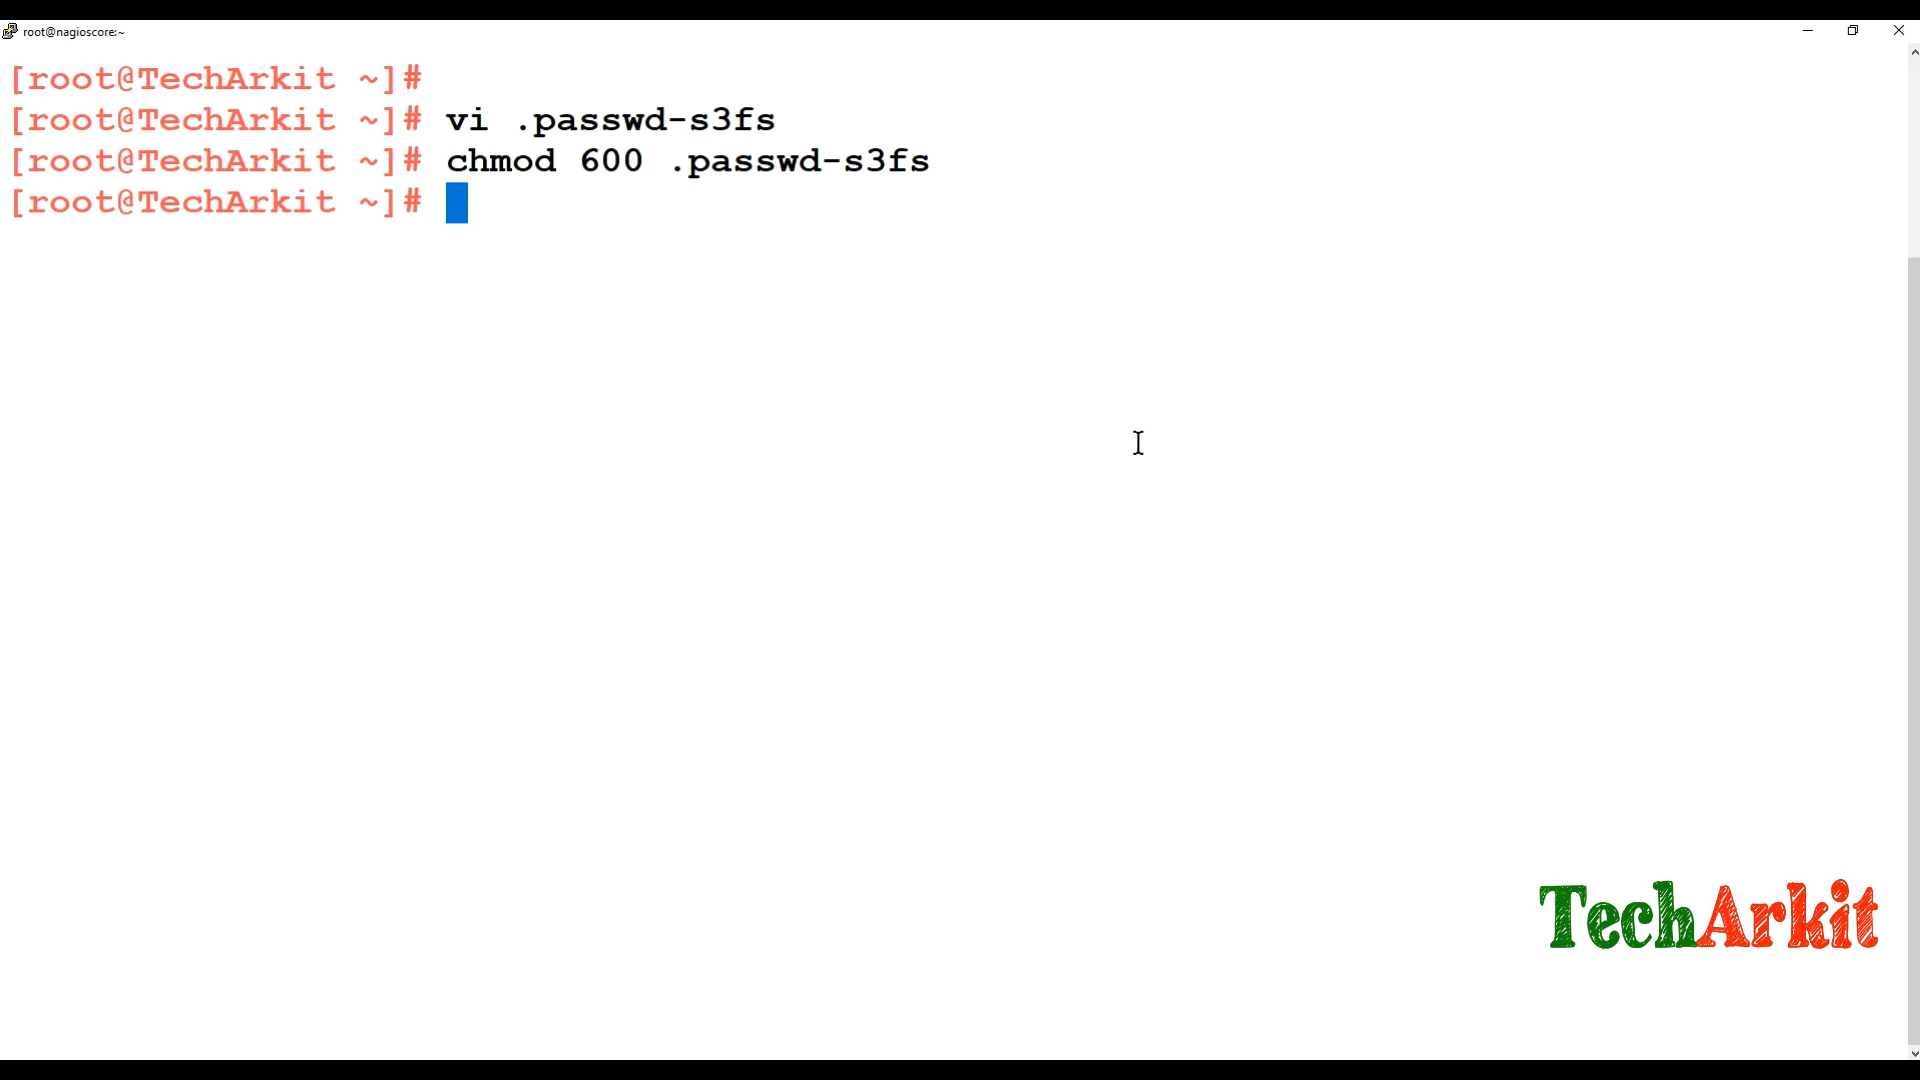 root@nagioscore:~
[root@TechArkit ~]#
[root@TechArkit ~]# vi .passwd-s3fs
[root@TechArkit ~]# chmod 600 .passwd-s3fs
[root@TechArkit ~]#
TechArkit